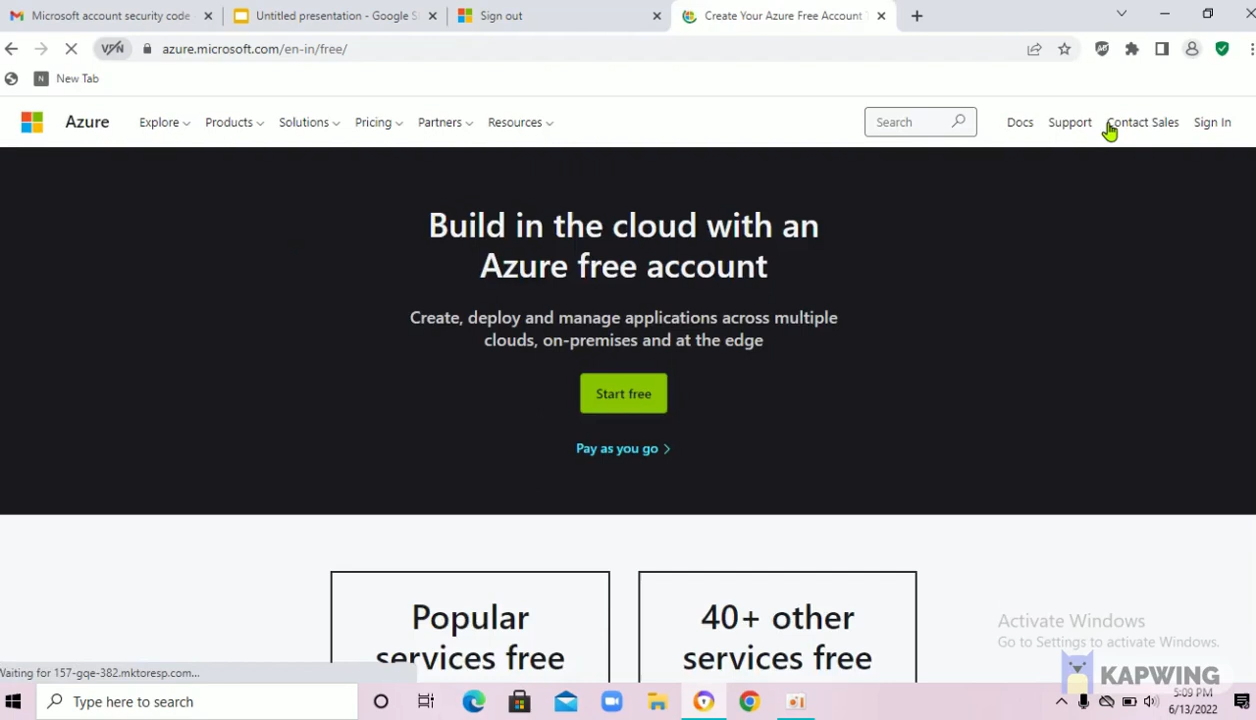 Microsoft account security code
Untitled presentation - Google S
Sign out
Create Your Azure Free Account
VPN
azure.microsoft.com/en-in/free/
N New Tab
Azure
Explore
Products
Solutions
Pricing
Partners
Resources
Search
Docs
Support
Contact Sales
Sign In
Build in the cloud with an
Azure free account
Create, deploy and manage applications across multiple
clouds, on-premises and at the edge
Start free
Pay as you go
Popular
services free
40+ other
services free
Activate Windows
Go to Settings to activate Windows.
Waiting for 157-gqe-382.mktoresp.com...
KAPWING
Type here to search
5:09 PM
6/13/2022